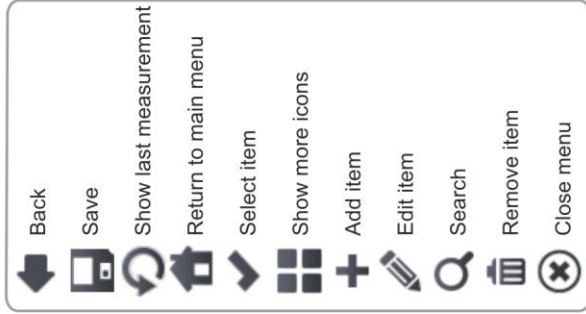 Back
Save
Show last measurement
Return to main menu
Select item
Show more icons
Add item
Edit item
Search
Remove item
Close menu